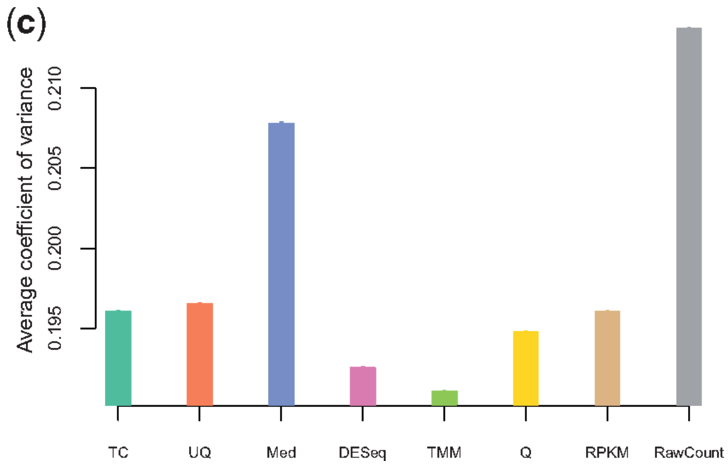 (c)
Average coefficient of variance
0.210
0.205
0.200
0.195
TC UQ Med DESeq TMM Q RPKM RawCount